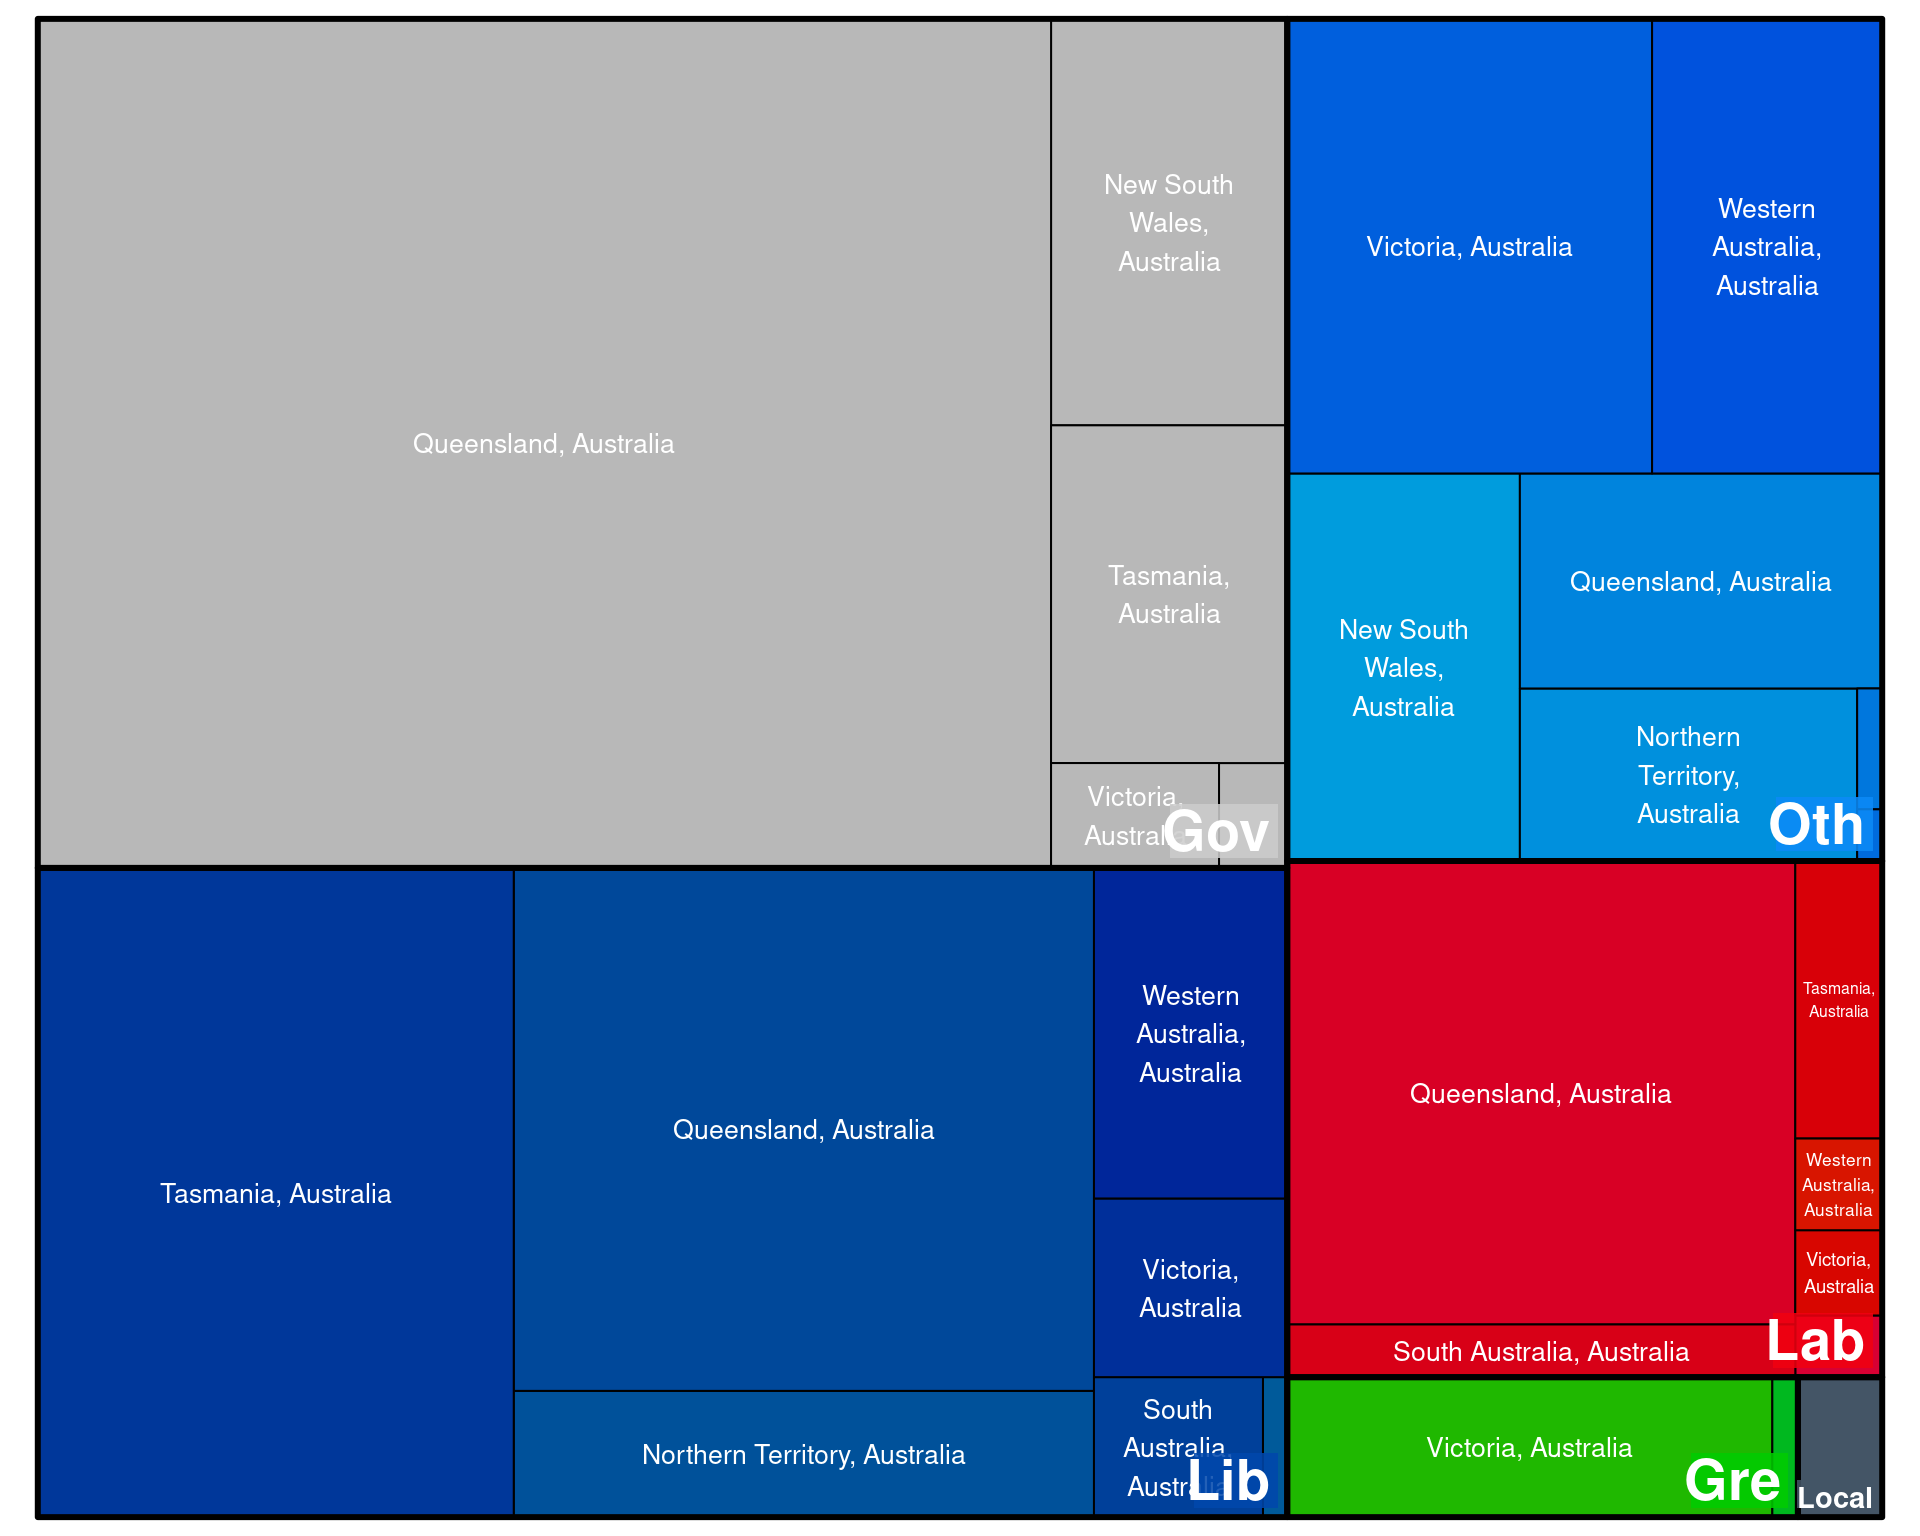 Queensland, Australia
New South
Wales,
Australia
Tasmania,
Australia
Victoria,
Australia
Gov
Victoria, Australia
Western
Australia,
Australia
New South
Wales,
Australia
Queensland, Australia
Northern
Territory,
Australia
Oth
Tasmania, Australia
Queensland, Australia
Northern Territory, Australia
Western
Australia,
Australia
Victoria,
Australia
South
Australia,
Australia
Lib
Queensland, Australia
Tasmania,
Australia
Western
Australia,
Australia
Victoria,
Australia
South Australia, Australia
Lab
Victoria, Australia
Gre
Local